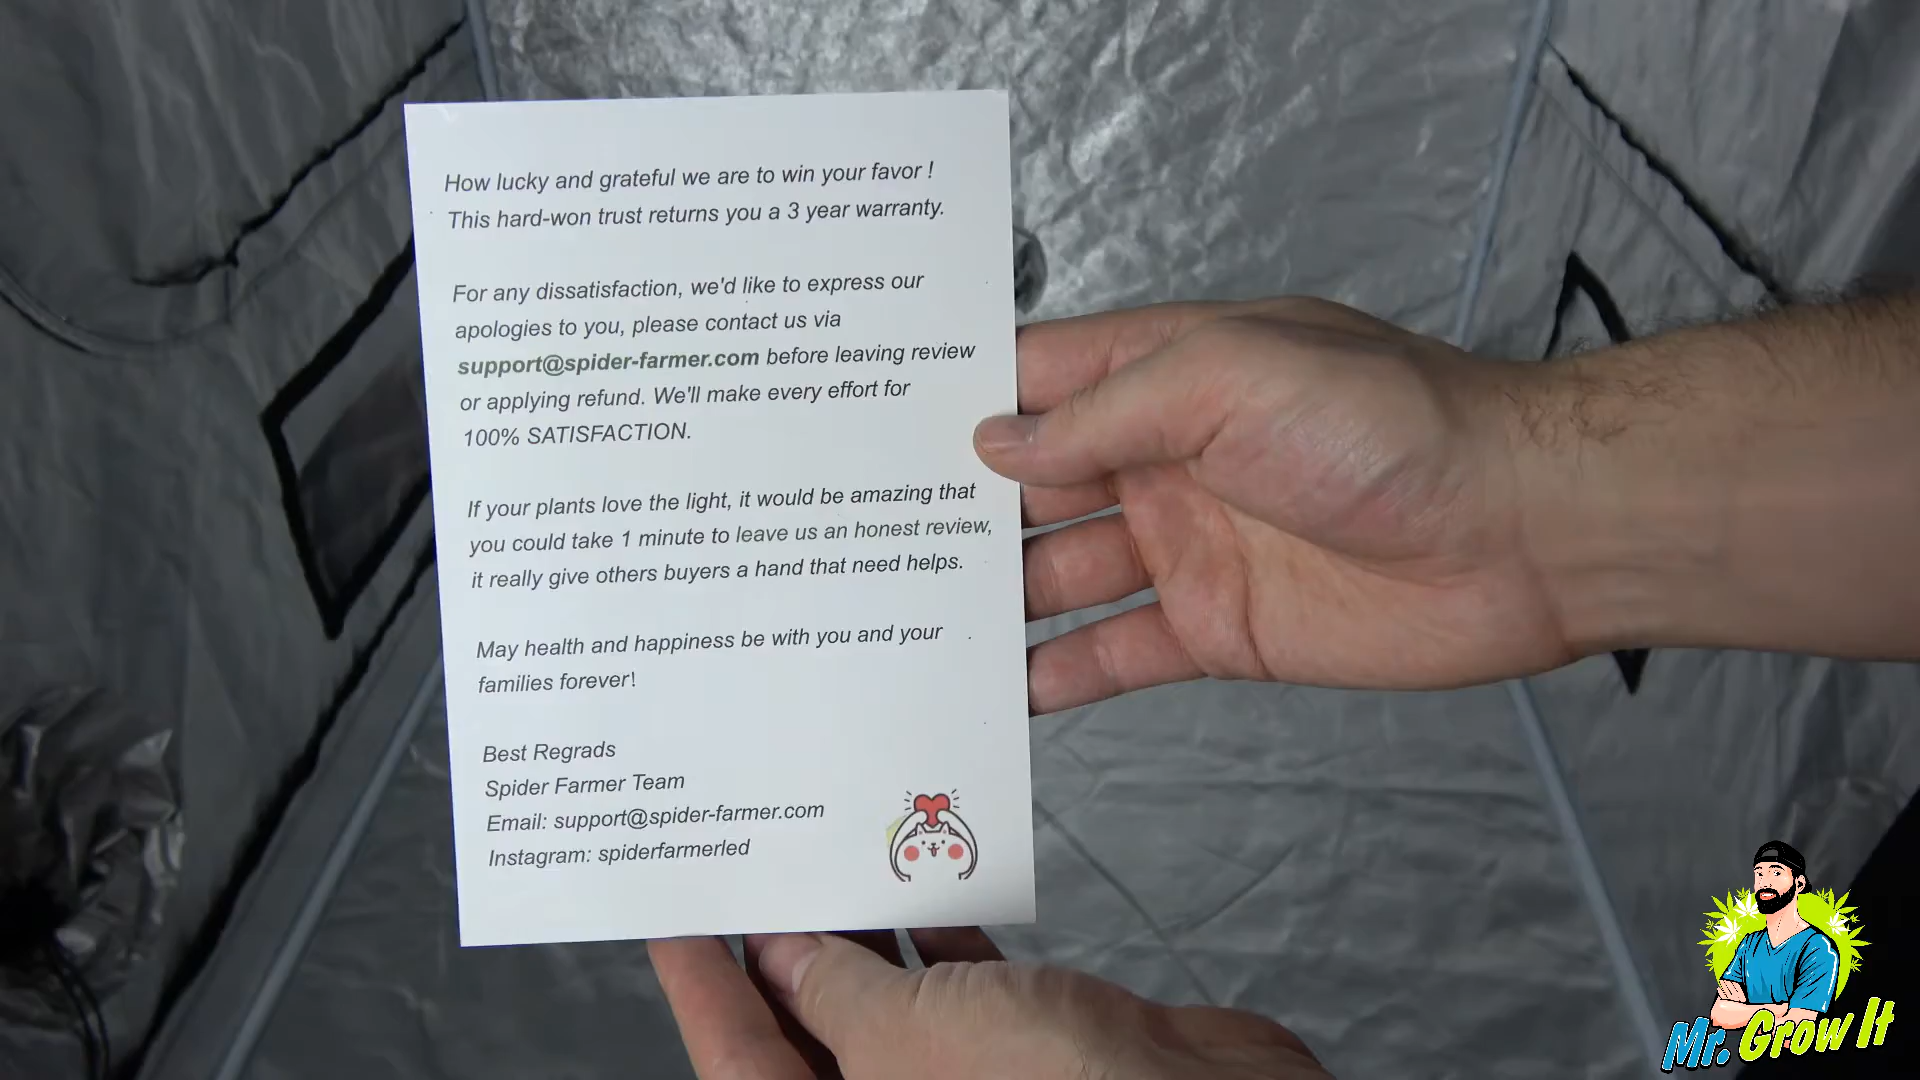 How lucky and grateful we are to win your favor !
This hard-won trust returns you a 3 year warranty.
For any dissatisfaction, we'd like to express our
apologies to you, please contact us via
support@spider-farmer.com before leaving review
or applying refund. We'll make every effort for
100% SATISFACTION.
If your plants love the light, it would be amazing that
you could take 1 minute to leave us an honest review,
it really give others buyers a hand that need helps.
May health and happiness be with you and your
families forever!
Best Regrads
Spider Farmer Team
Email: support@spider-farmer.com
Instagram: spiderfarmerled
Mr. Grow It